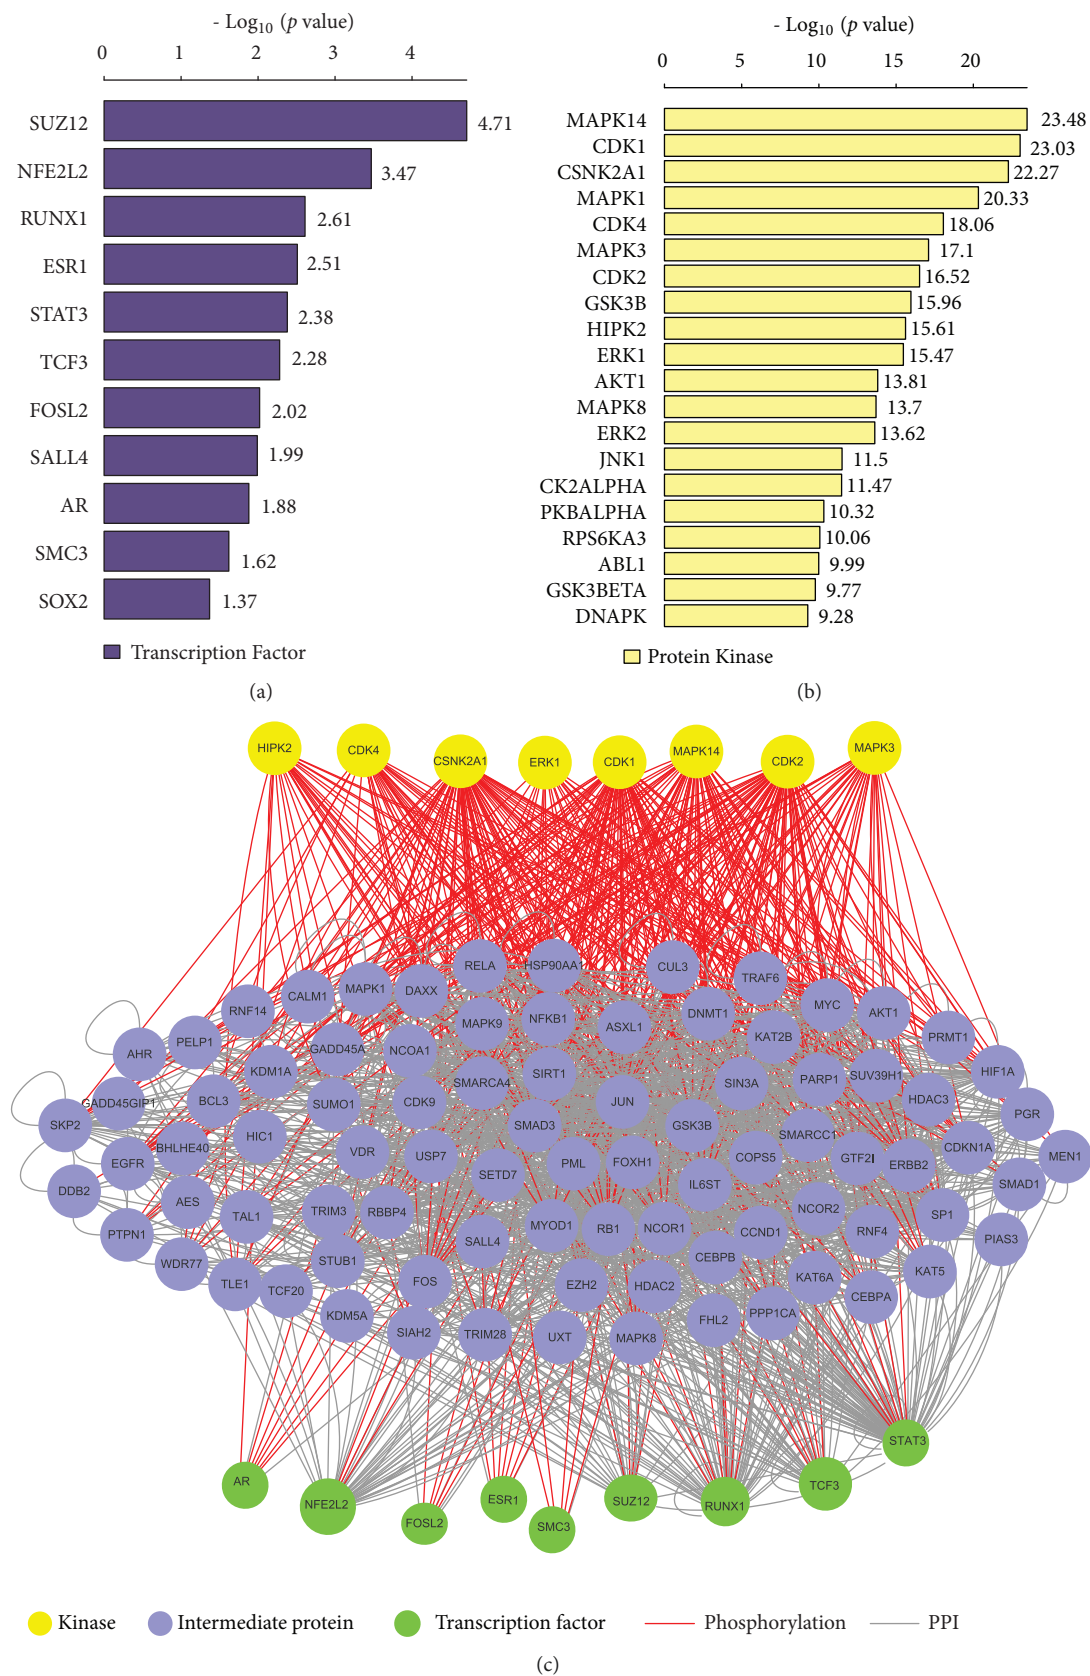 - Log10 (p value)
0 1 2 3 4
SUZ12 4.71
NFE2L2 3.47
RUNX1 2.61
ESR1 2.51
STAT3 2.38
TCF3 2.28
FOSL2 2.02
SALL4 1.99
AR 1.88
SMC3 1.62
SOX2 1.37
Transcription Factor
(a)
- Log10 (p value)
0 5 10 15 20
MAPK14 23.48
CDK1 23.03
CSNK2A1 22.27
MAPK1 20.33
CDK4 18.06
MAPK3 17.1
CDK2 16.52
GSK3B 15.96
HIPK2 15.61
ERK1 15.47
AKT1 13.81
MAPK8 13.7
ERK2 13.62
JNK1 11.5
CK2ALPHA 11.47
PKBALPHA 10.32
RPS6KA3 10.06
ABL1 9.99
GSK3BETA 9.77
DNAPK 9.28
Protein Kinase
(b)
HIPK2 CDK4 CSNK2A1 ERK1 CDK1 MAPK14 CDK2 MAPK3
RELA HSP90AA1 CUL3 TRAF6
RNF14 CALM1 MAPK1 DAXX MAPK9 NFKB1 ASXL1 DNMT1 MYC AKT1
AHR PELP1 GADD45A NCOA1 KAT2B PRMT1
KDM1A SMARCA4 SIRT1 SIN3A PARP1 SUV39H1 HIF1A
GADD45GIP1 BCL3 SUMO1 CDK9 JUN HDAC3
SKP2 HIC1 SMAD3 GSK3B SMARCC1 PGR
EGFR BHLHE40 VDR USP7 SETD7 PML FOXH1 COPS5 GTF2I ERBB2 CDKN1A MEN1
DDB2 AES IL6ST SMAD1
PTPN1 TAL1 TRIM3 RBBP4 SALL4 MYOD1 RB1 NCOR1 CCND1 NCOR2 RNF4 SP1 PIAS3
WDR77 STUB1 CEBPB KAT5
TLE1 TCF20 FOS EZH2 HDAC2 KAT6A CEBPA
KDM5A SIAH2 TRIM28 UXT MAPK8 FHL2 PPP1CA
STAT3
AR NFE2L2 FOSL2 ESR1 SMC3 SUZ12 RUNX1 TCF3
Kinase Intermediate protein Transcription factor Phosphorylation PPI
(c)